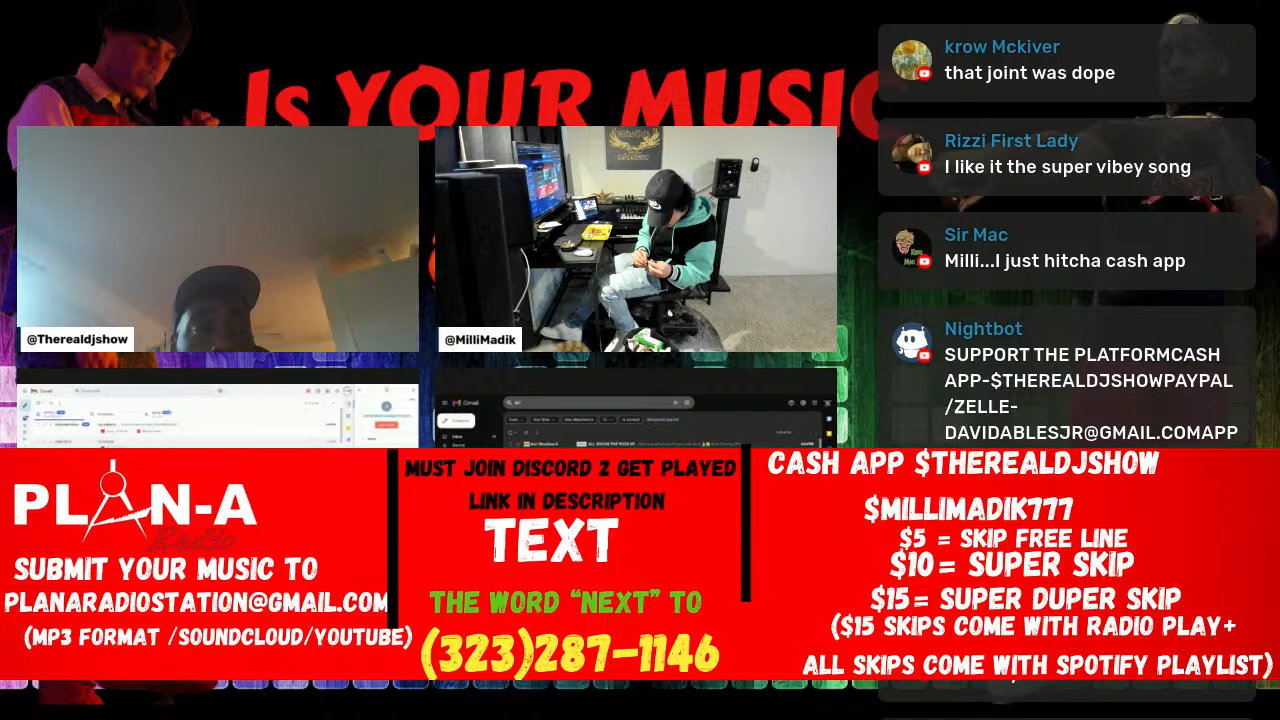 Is YOUR MUSIC
@Therealdjshow
@MilliMadik
Gmail
Gmail
krow Mckiver
that joint was dope
Rizzi First Lady
I like it the super vibey song
Sir Mac
Milli...I just hitcha cash app
Nightbot
SUPPORT THE PLATFORMCASH
APP-$THEREALDJSHOWPAYPAL
/ZELLE-
DAVIDABLESJR@GMAIL.COMAPP
PLAN-A
Radio
SUBMIT YOUR MUSIC TO
PLANARADIOSTATION@GMAIL.COM
(MP3 FORMAT /SOUNDCLOUD/YOUTUBE)
MUST JOIN DISCORD 2 GET PLAYED
LINK IN DESCRIPTION
TEXT
THE WORD “NEXT” TO
(323)287-1146
CASH APP $THEREALDJSHOW
$MILLIMADIK777
$5 = SKIP FREE LINE
$10 = SUPER SKIP
$15= SUPER DUPER SKIP
($15 SKIPS COME WITH RADIO PLAY+
ALL SKIPS COME WITH SPOTIFY PLAYLIST)